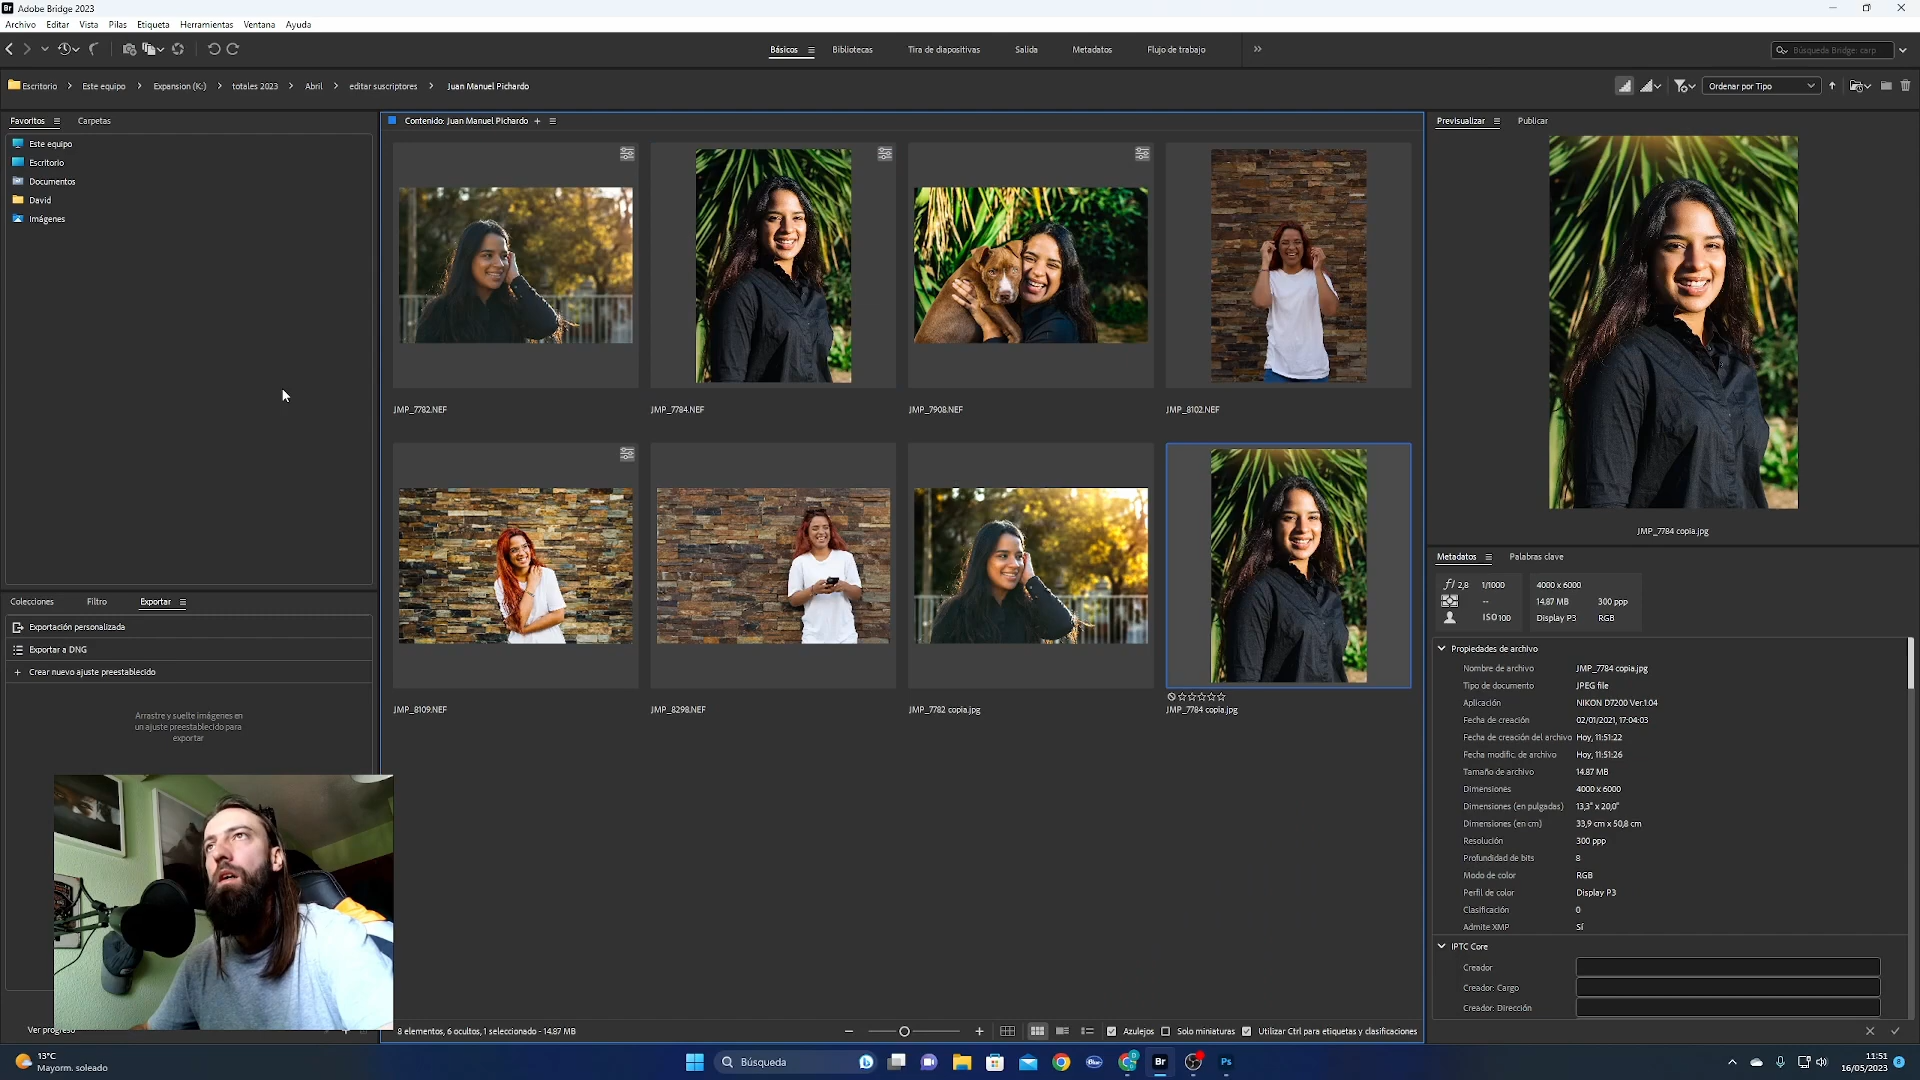 Br Adobe Bridge 2023
Archivo Editar Vista Pilas Etiqueta Herramientas Ventana Ayuda
Básicos Bibliotecas Tira de diapositivas Salida Metadatos Flujo de trabajo
Búsqueda Bridge: carp
Escritorio Este equipo Expansion (K:) totales 2023 Abril editar suscriptores Juan Manuel Pichardo
Ordenar por Tipo
Favoritos Carpetas
Este equipo
Escritorio
Documentos
David
Imágenes
Contenido: Juan Manuel Pichardo
JMP_7782.NEF
JMP_7784.NEF
JMP_7908.NEF
JMP_8102.NEF
JMP_8109.NEF
JMP_8298.NEF
JMP_7782 copia.jpg
JMP_7784 copia.jpg
Previsualizar Publicar
JMP_7784 copia.jpg
Metadatos Palabras clave
f/ 2,8 1/1000 4000 x 6000
-- 14,87 MB 300 ppp
ISO100 Display P3 RGB
Propiedades de archivo
Nombre de archivo JMP_7784 copia.jpg
Tipo de documento JPEG file
Aplicación NIKON D7200 Ver.1.04
Fecha de creación 02/01/2021, 17:04:03
Fecha de creación del archivo Hoy, 11:51:22
Fecha modific. de archivo Hoy, 11:51:26
Tamaño de archivo 14.87 MB
Dimensiones 4000 x 6000
Dimensiones (en pulgadas) 13,3" x 20,0"
Dimensiones (en cm) 33,9 cm x 50,8 cm
Resolución 300 ppp
Profundidad de bits 8
Modo de color RGB
Perfil de color Display P3
Clasificación 0
Admite XMP Sí
IPTC Core
Creador
Creador: Cargo
Creador: Dirección
Colecciones Filtro Exportar
Exportación personalizada
Exportar a DNG
Crear nuevo ajuste preestablecido
Arrastre y suelte imágenes en
un ajuste preestablecido para
exportar
Ver progreso
8 elementos, 6 ocultos, 1 seleccionado - 14.87 MB
Azulejos Solo miniaturas Utilizar Ctrl para etiquetas y clasificaciones
13°C
Mayorm. soleado
Búsqueda
Br
Ps
11:51
16/05/2023
8